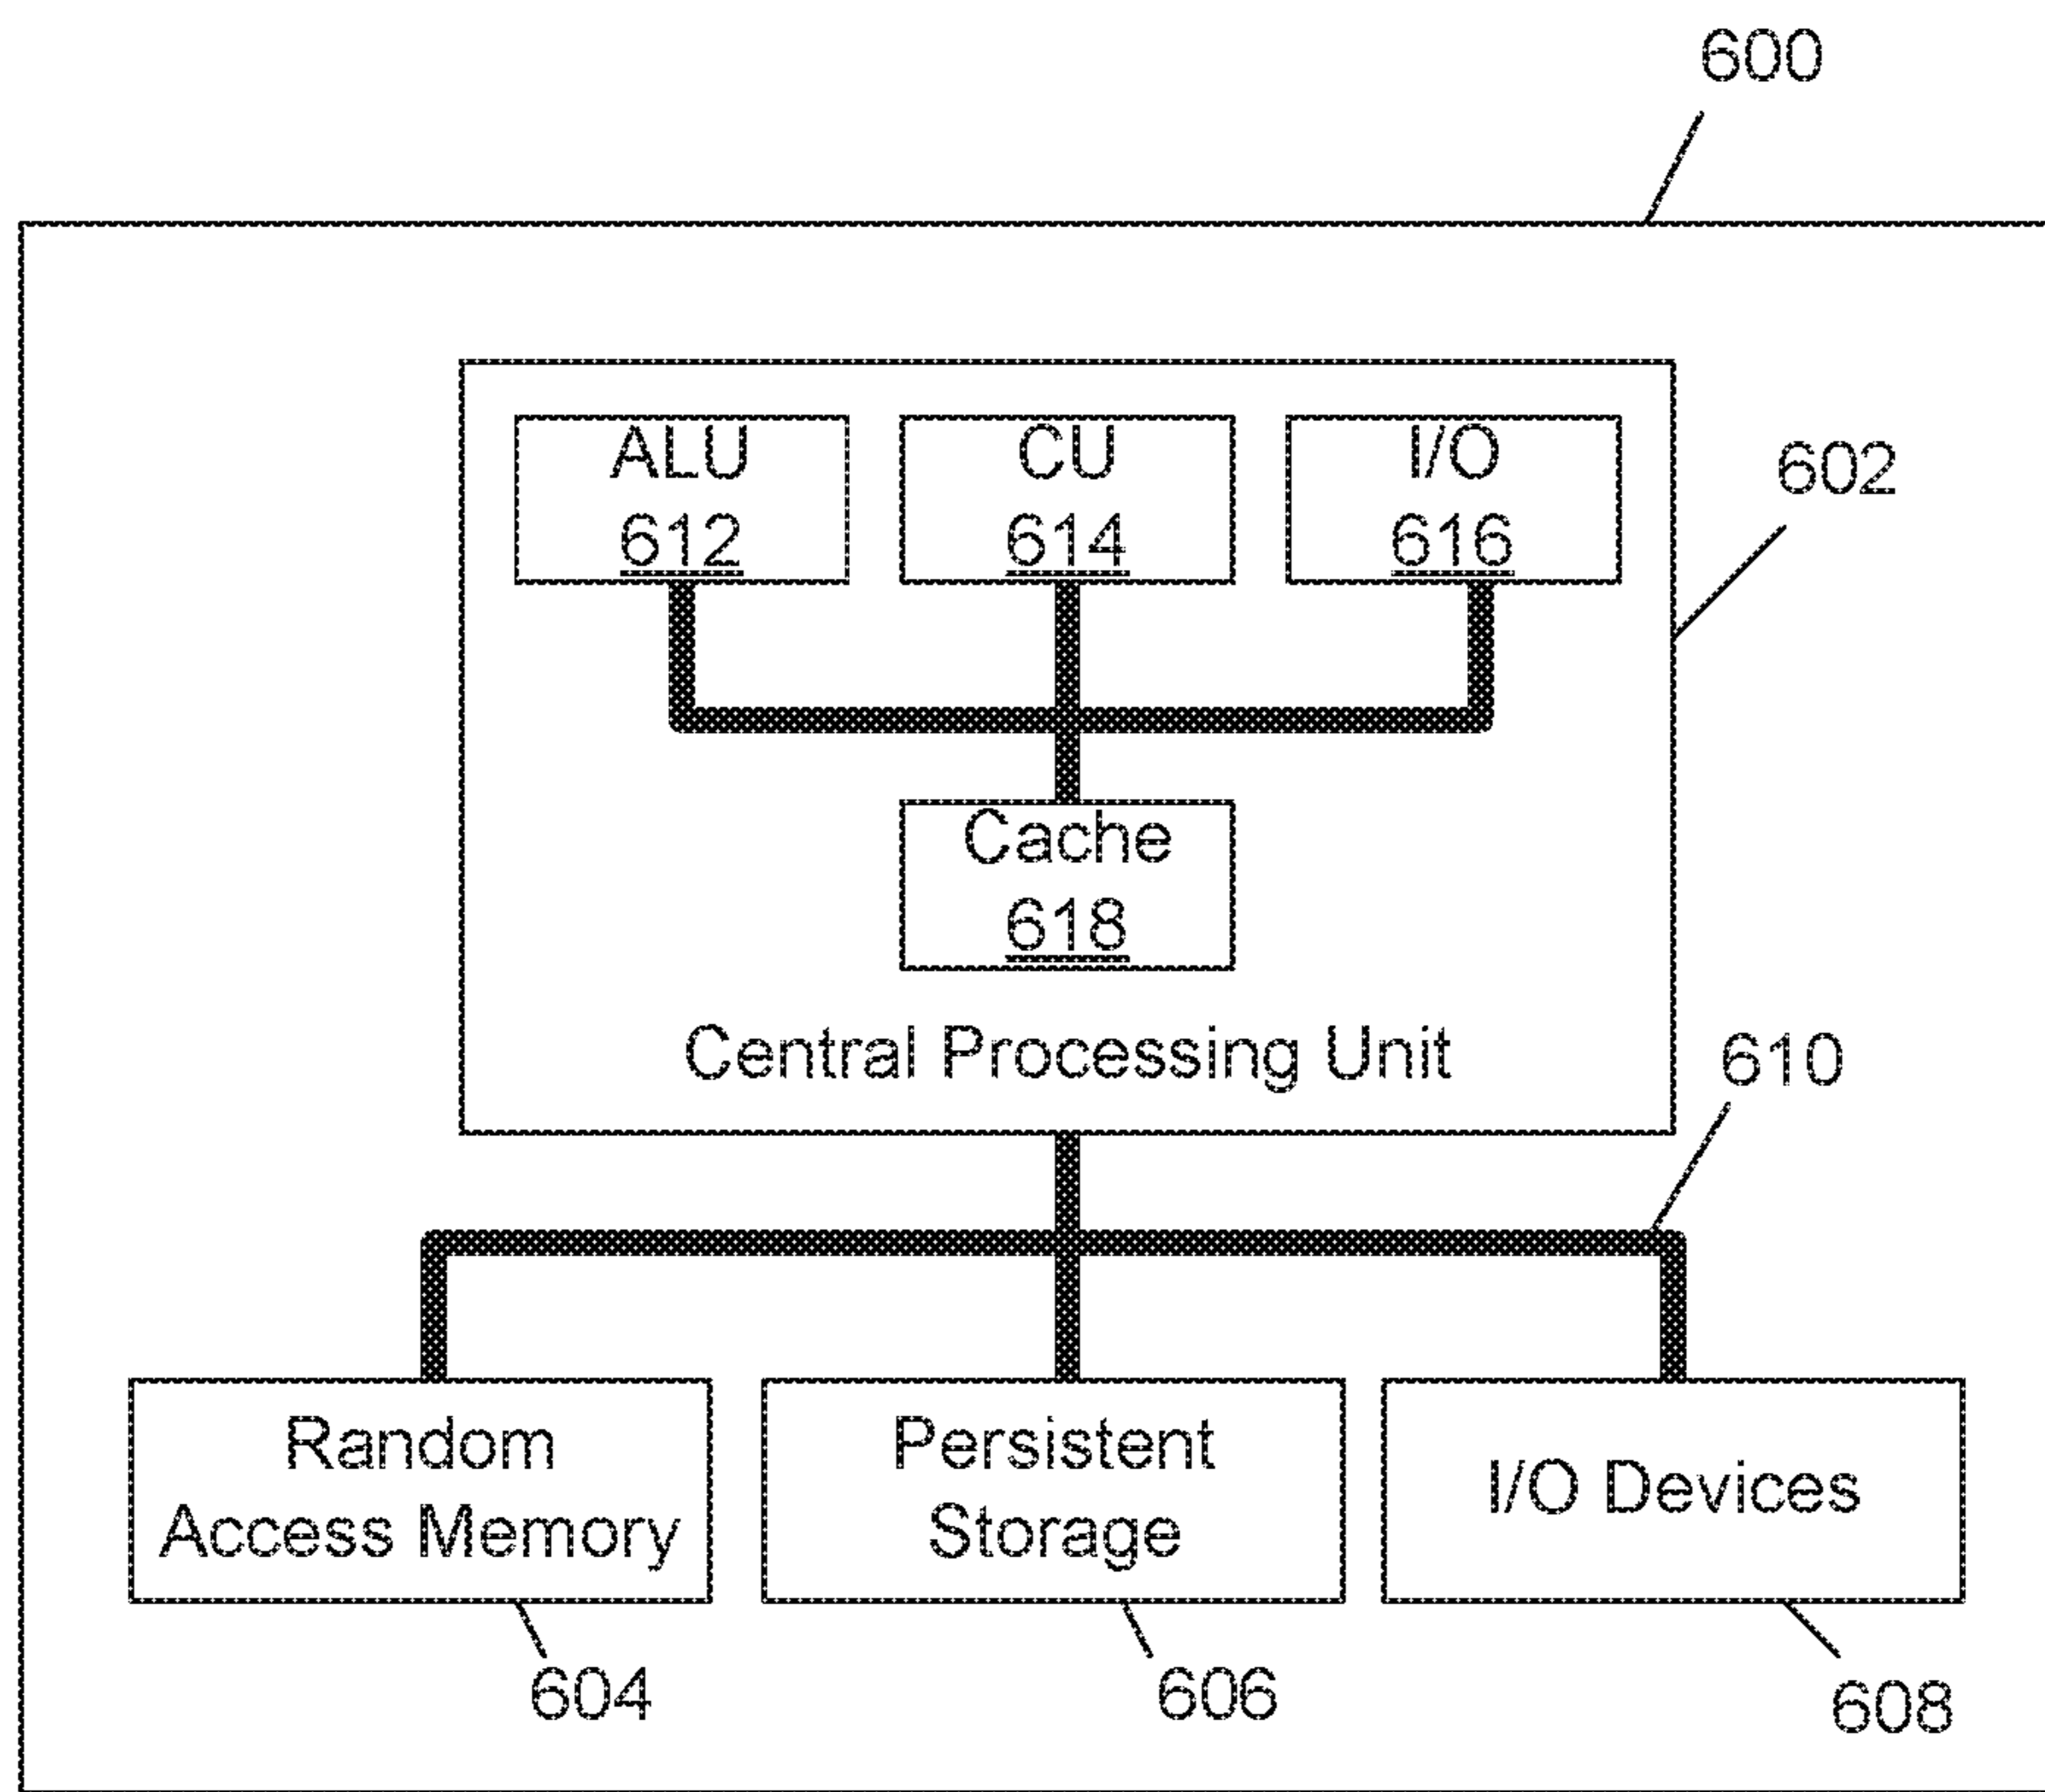 600
ALU
612
CU
614
I/O
616
602
Cache
618
Central Processing Unit
610
Random
Access Memory
Persistent
Storage
I/O Devices
604
606
608